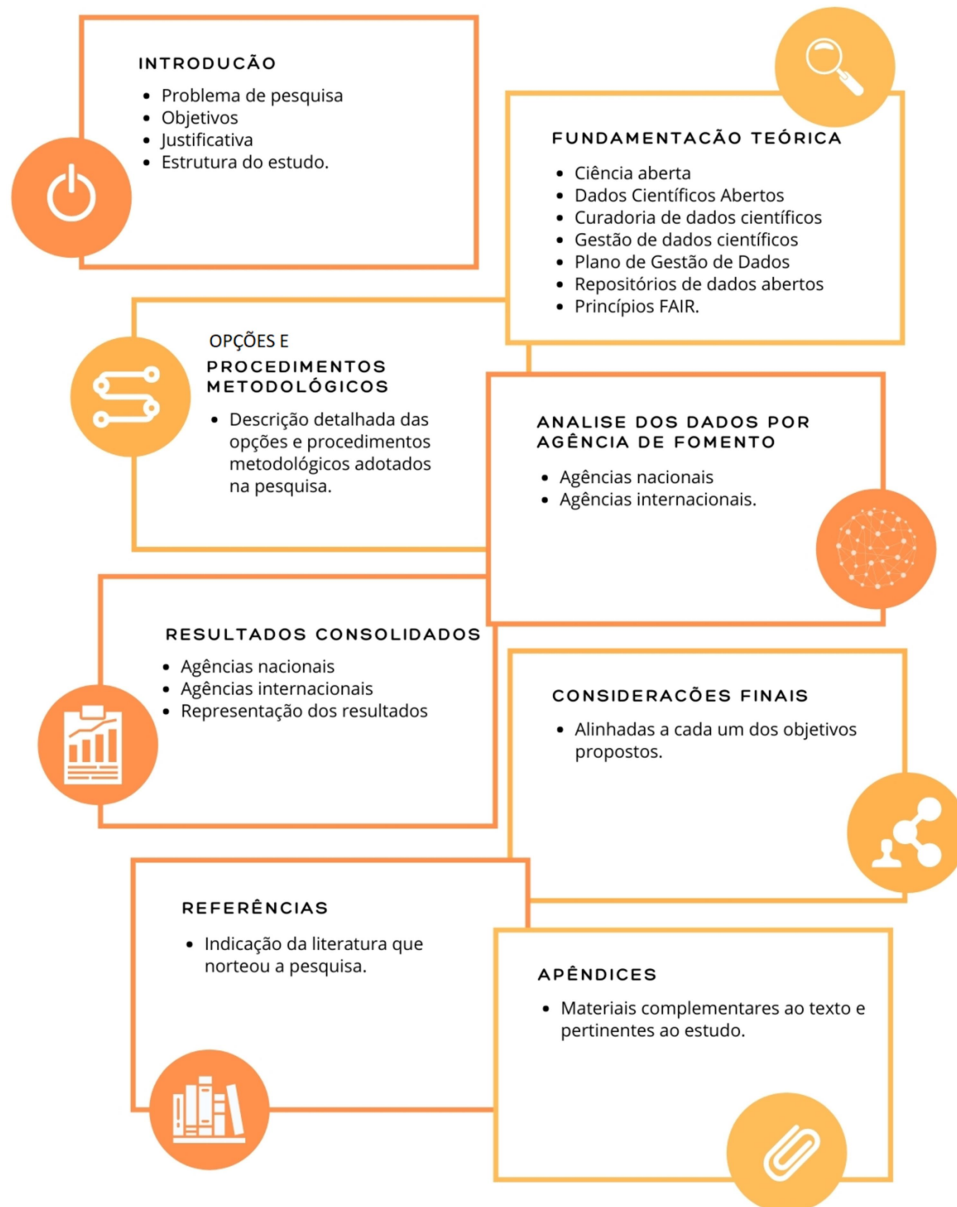 INTRODUCÃO
• Problema de pesquisa
• Objetivos
• Justificativa
• Estrutura do estudo.
FUNDAMENTACÃO TEÓRICA
• Ciência aberta
• Dados Científicos Abertos
• Curadoria de dados científicos
• Gestão de dados científicos
• Plano de Gestão de Dados
• Repositórios de dados abertos
• Princípios FAIR.
OPÇÕES E
PROCEDIMENTOS
METODOLÓGICOS
• Descrição detalhada das
opções e procedimentos
metodológicos adotados
na pesquisa.
ANALISE DOS DADOS POR
AGÊNCIA DE FOMENTO
• Agências nacionais
• Agências internacionais.
RESULTADOS CONSOLIDADOS
• Agências nacionais
• Agências internacionais
• Representação dos resultados
CONSIDERACÕES FINAIS
• Alinhadas a cada um dos objetivos
propostos.
REFERÊNCIAS
• Indicação da literatura que
norteou a pesquisa.
APÊNDICES
• Materiais complementares ao texto e
pertinentes ao estudo.